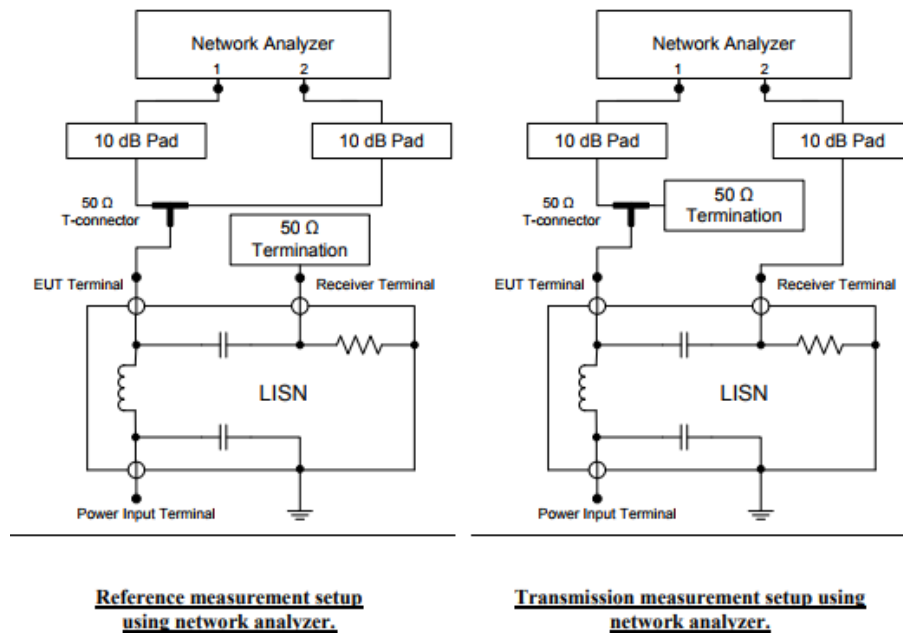 Network Analyzer
1 2
10 dB Pad
10 dB Pad
50 Ω
T-connector
50 Ω
Termination
EUT Terminal
Receiver Terminal
LISN
Power Input Terminal
Reference measurement setup
using network analyzer.
Network Analyzer
1 2
10 dB Pad
10 dB Pad
50 Ω
T-connector
50 Ω
Termination
EUT Terminal
Receiver Terminal
LISN
Power Input Terminal
Transmission measurement setup using
network analyzer.